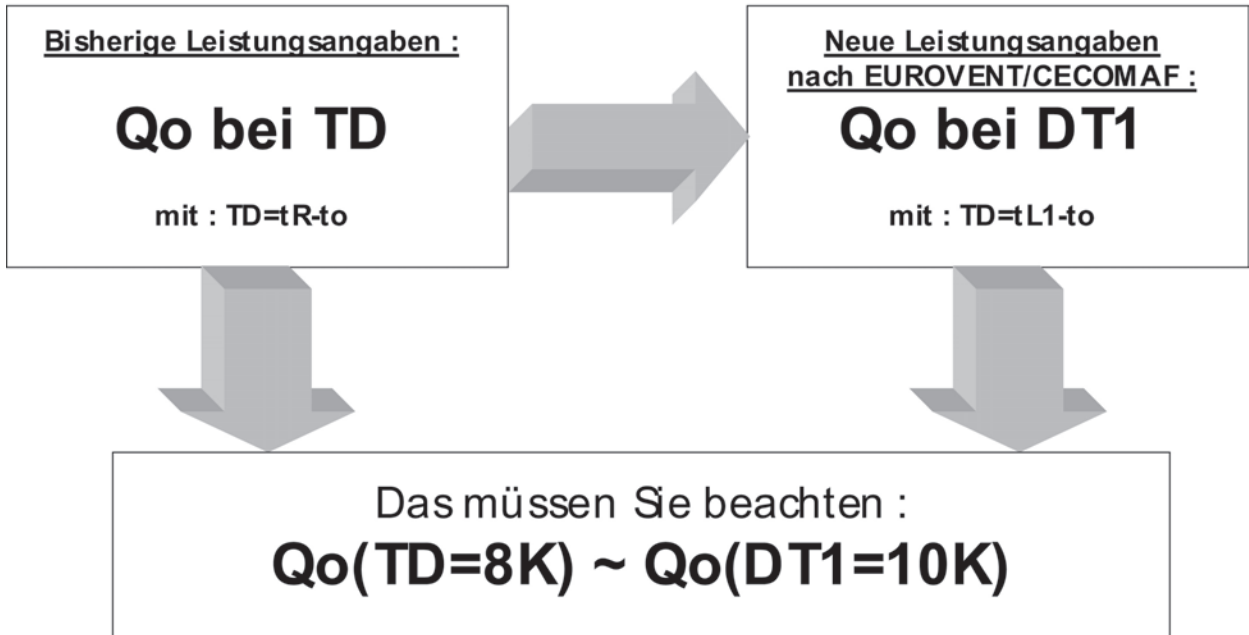 Bisherige Leistungsangaben :
Qo bei TD
mit : TD=tR-to
Neue Leistungsangaben
nach EUROVENT/CECOMAF :
Qo bei DT1
mit : TD=tL1-to
Das müssen Sie beachten :
Qo(TD=8K) ~ Qo(DT1=10K)